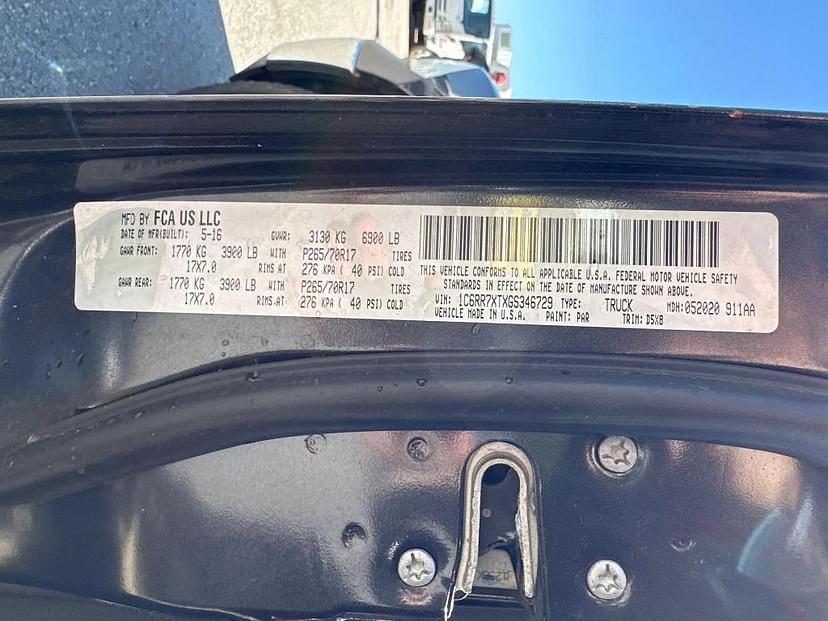 MFD BY FCA US LLC
DATE OF MFR(BUILT): 5-16 GVWR: 3130 KG 6900 LB
GAWR FRONT: 1770 KG 3900 LB WITH P265/70R17 TIRES
17X7.0 RIMS AT 276 KPA ( 40 PSI) COLD
GAWR REAR: 1770 KG 3900 LB WITH P265/70R17 TIRES
17X7.0 RIMS AT 276 KPA ( 40 PSI) COLD
THIS VEHICLE CONFORMS TO ALL APPLICABLE U.S.A. FEDERAL MOTOR VEHICLE SAFETY
STANDARDS IN EFFECT ON THE DATE OF MANUFACTURE SHOWN ABOVE.
VIN: 1C6RR7XTXGS346729 TYPE: TRUCK MDH:052020 911AA
VEHICLE MADE IN U.S.A. PAINT: PAR TRIM: D5X8